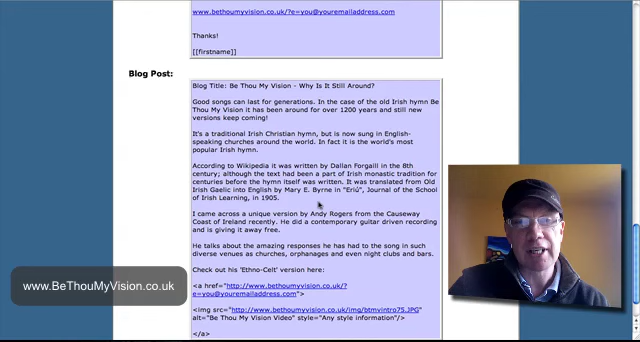 www.bethoumyvision.co.uk/?e=you@youremailaddress.com
Thanks!
[[firstname]]
Blog Post:
Blog Title: Be Thou My Vision - Why Is It Still Around?
Good songs can last for generations. In the case of the old Irish hymn Be
Thou My Vision it has been around for over 1200 years and still new
versions keep coming!
It's a traditional Irish Christian hymn, but is now sung in English-
speaking churches around the world. In fact it is the world's most
popular Irish hymn.
According to Wikipedia it was written by Dallan Forgaill in the 8th
century; although the text had been a part of Irish monastic tradition for
centuries before the hymn itself was written. It was translated from Old
Irish Gaelic into English by Mary E. Byrne in "Eriú", Journal of the School
of Irish Learning, in 1905.
I came across a unique version by Andy Rogers from the Causeway
Coast of Ireland recently. He did a contemporary guitar driven recording
and is giving it away free.
He talks about the amazing responses he has had to the song in such
diverse venues as churches, orphanages and even night clubs and bars.
Check out his 'Ethno-Celt' version here:
<a href="http://www.bethoumyvision.co.uk/?
e=you@youremailaddress.com">
<img src="http://www.bethoumyvision.co.uk/img/btmvintro75.JPG"
alt="Be Thou My Vision Video" style="Any style information"/>
</a>
www.BeThouMyVision.co.uk